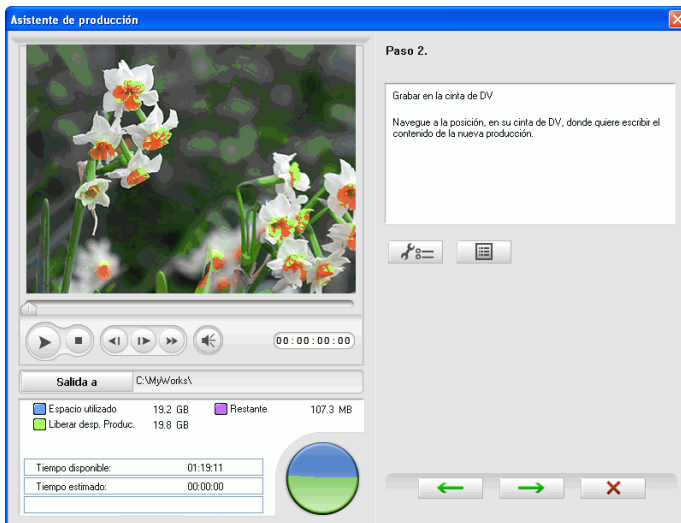 Asistente de producción
Paso 2.
Grabar en la cinta de DV
Navegue a la posición, en su cinta de DV, donde quiere escribir el
contenido de la nueva producción.
00:00:00:00
Salida a C:\MyWorks\
Espacio utilizado 19.2 GB Restante 107.3 MB
Liberar desp. Produc. 19.8 GB
Tiempo disponible: 01:19:11
Tiempo estimado: 00:00:00